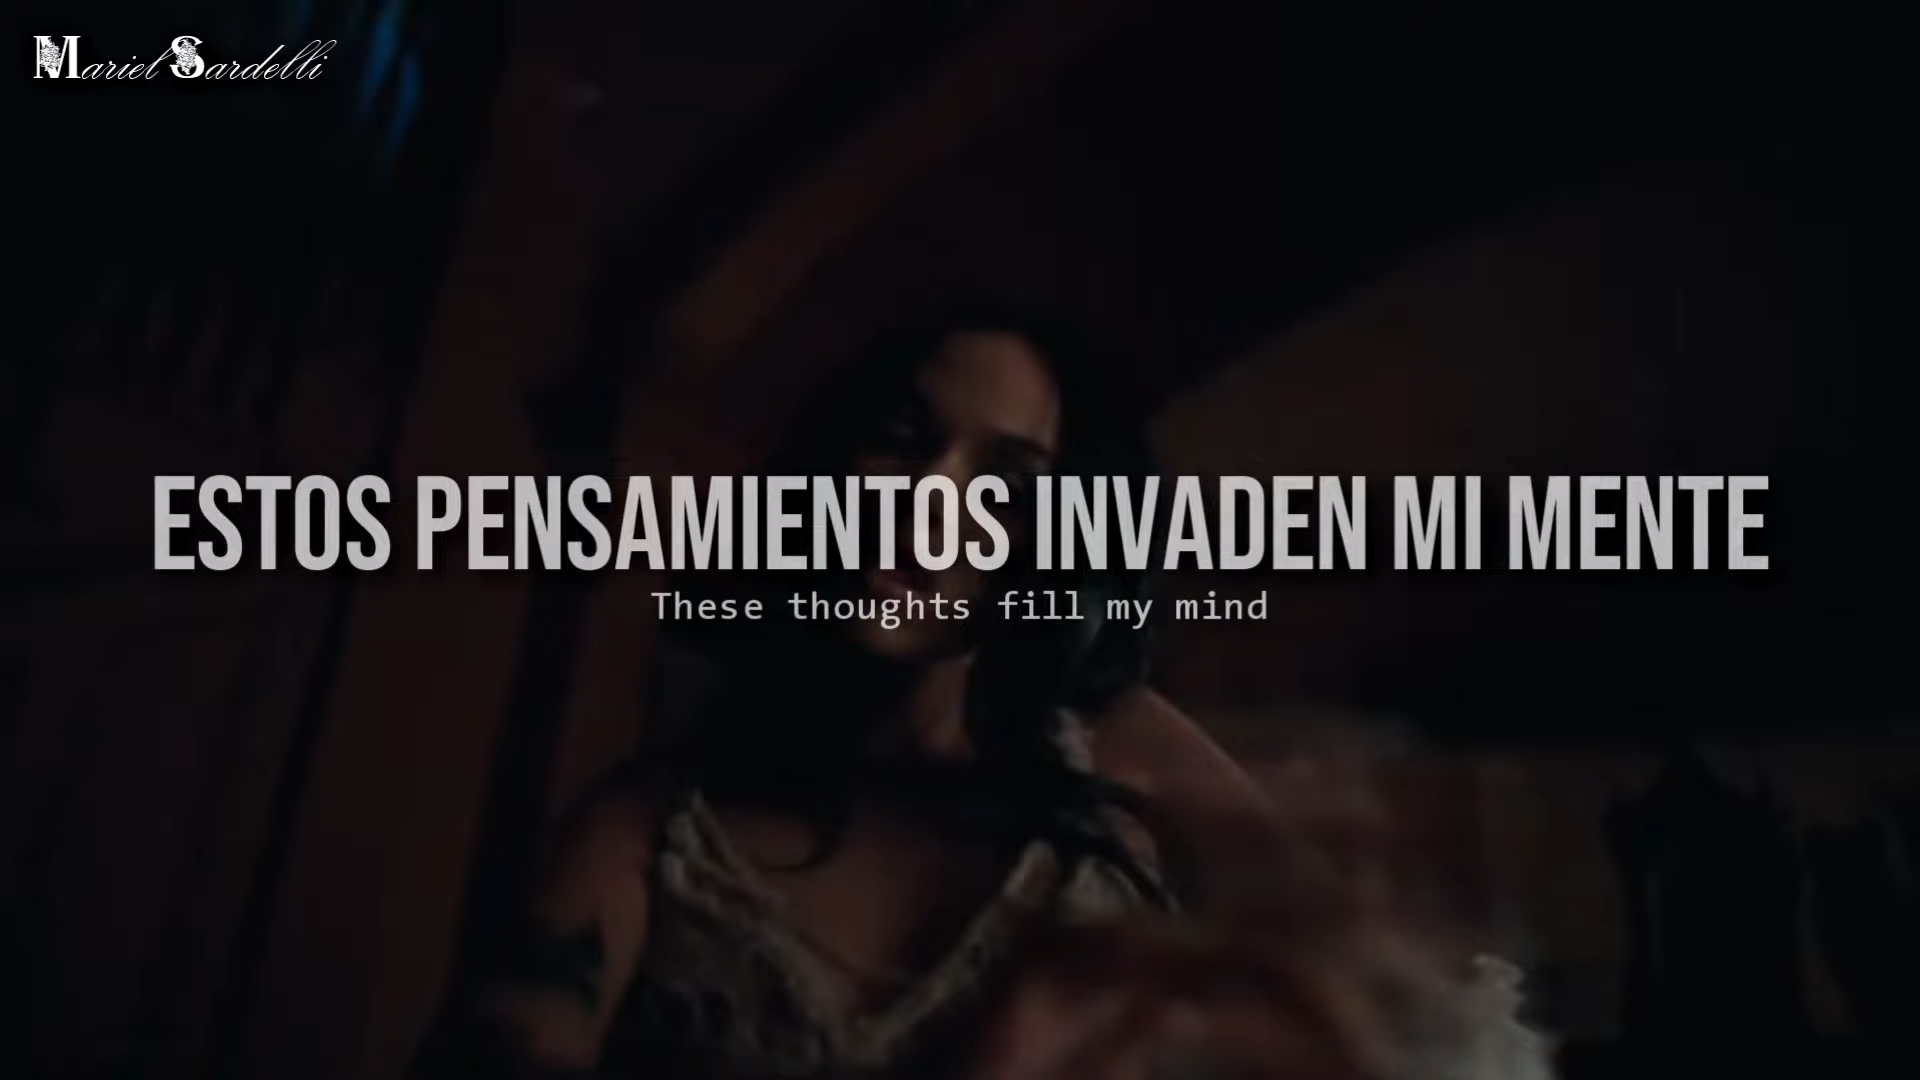 Mariel Sardelli
ESTOS PENSAMIENTOS INVADEN MI MENTE
These thoughts fill my mind